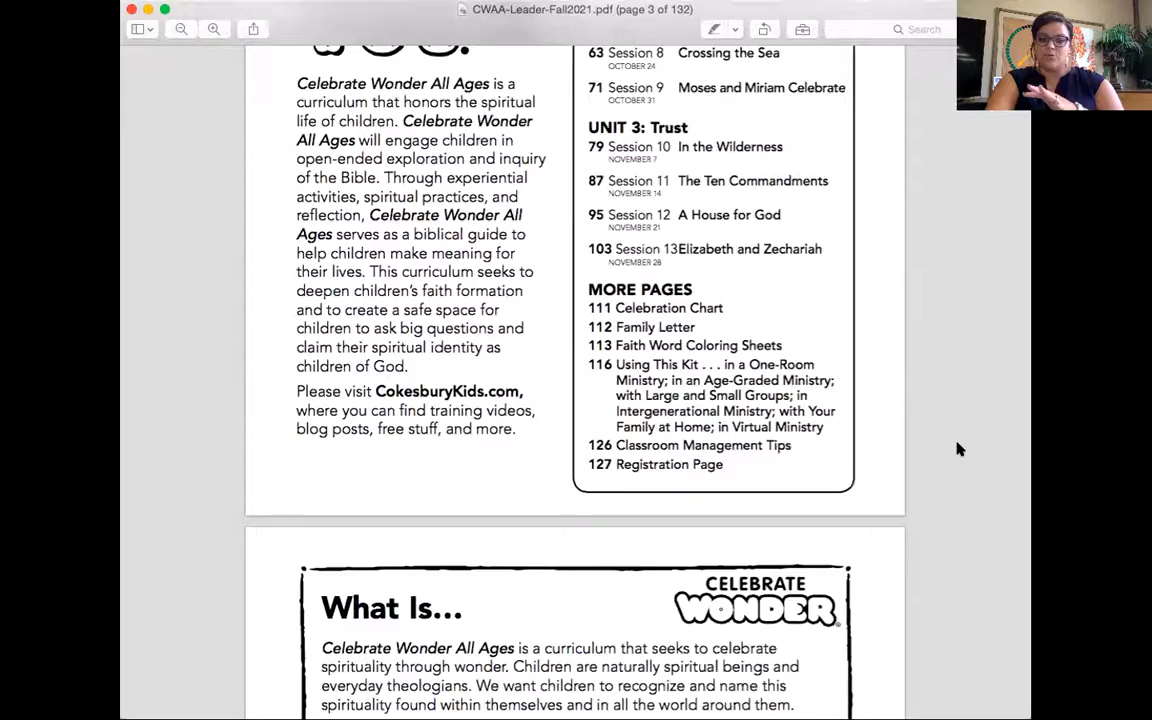 CWAA-Leader-Fall2021.pdf (page 3 of 132)
Search
Celebrate Wonder All Ages is a
curriculum that honors the spiritual
life of children. Celebrate Wonder
All Ages will engage children in
open-ended exploration and inquiry
of the Bible. Through experiential
activities, spiritual practices, and
reflection, Celebrate Wonder All
Ages serves as a biblical guide to
help children make meaning for
their lives. This curriculum seeks to
deepen children's faith formation
and to create a safe space for
children to ask big questions and
claim their spiritual identity as
children of God.
Please visit CokesburyKids.com,
where you can find training videos,
blog posts, free stuff, and more.
63 Session 8 Crossing the Sea
OCTOBER 24
71 Session 9 Moses and Miriam Celebrate
OCTOBER 31
UNIT 3: Trust
79 Session 10 In the Wilderness
NOVEMBER 7
87 Session 11 The Ten Commandments
NOVEMBER 14
95 Session 12 A House for God
NOVEMBER 21
103 Session 13Elizabeth and Zechariah
NOVEMBER 28
MORE PAGES
111 Celebration Chart
112 Family Letter
113 Faith Word Coloring Sheets
116 Using This Kit . . . in a One-Room
Ministry; in an Age-Graded Ministry;
with Large and Small Groups; in
Intergenerational Ministry; with Your
Family at Home; in Virtual Ministry
126 Classroom Management Tips
127 Registration Page
What Is...
CELEBRATE
WONDER
Celebrate Wonder All Ages is a curriculum that seeks to celebrate
spirituality through wonder. Children are naturally spiritual beings and
everyday theologians. We want children to recognize and name this
spirituality found within themselves and in all the world around them.